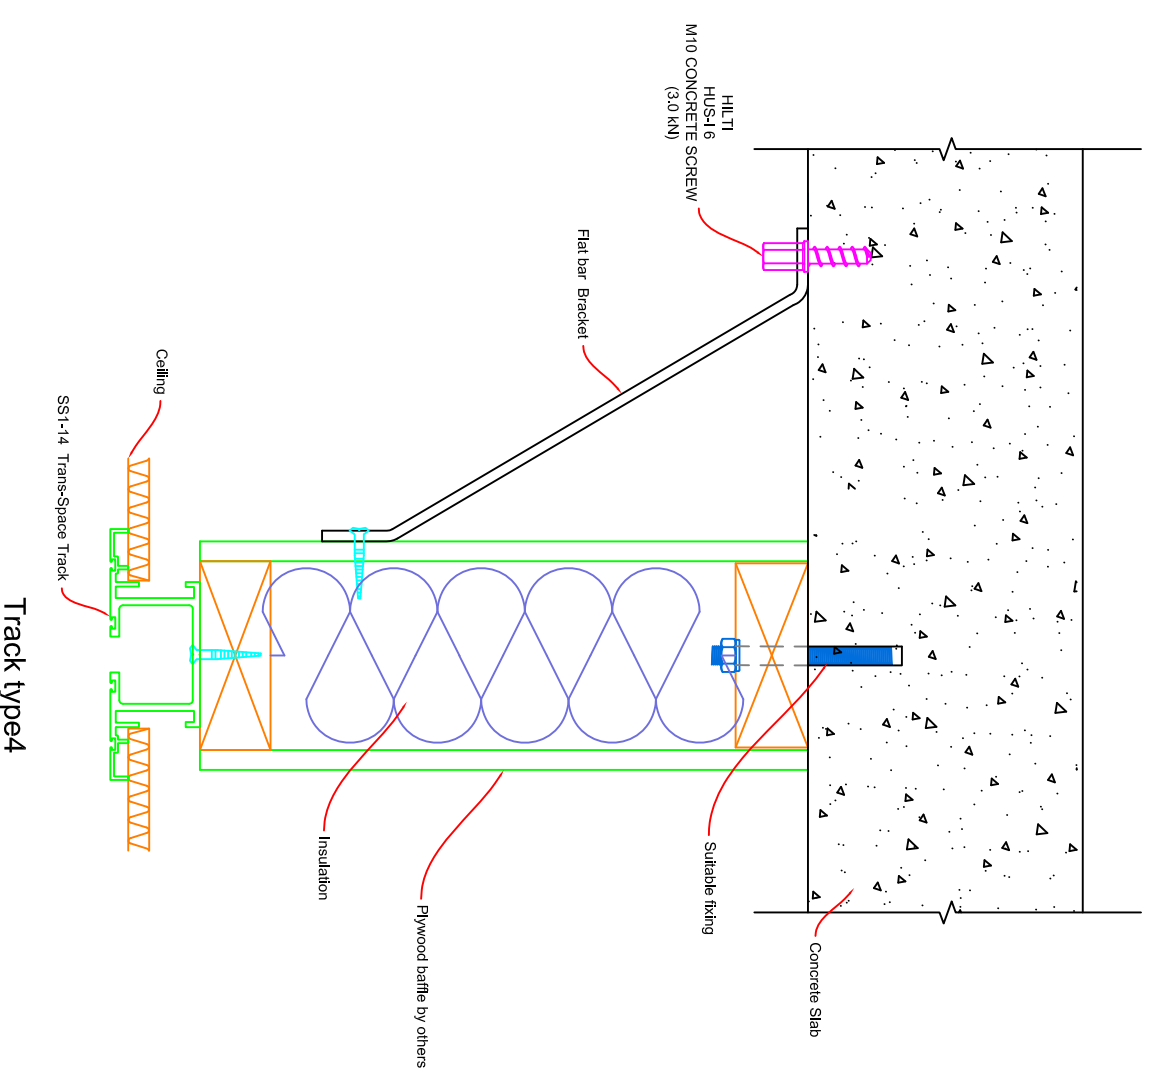 HILTI
HUS-I 6
M10 CONCRETE SCREW
(3.0 kN)
Flat bar Bracket
Ceiling
SS1-14 Trans-Space Track
Concrete Slab
Suitable fixing
Plywood baffle by others
Insulation
Track type4